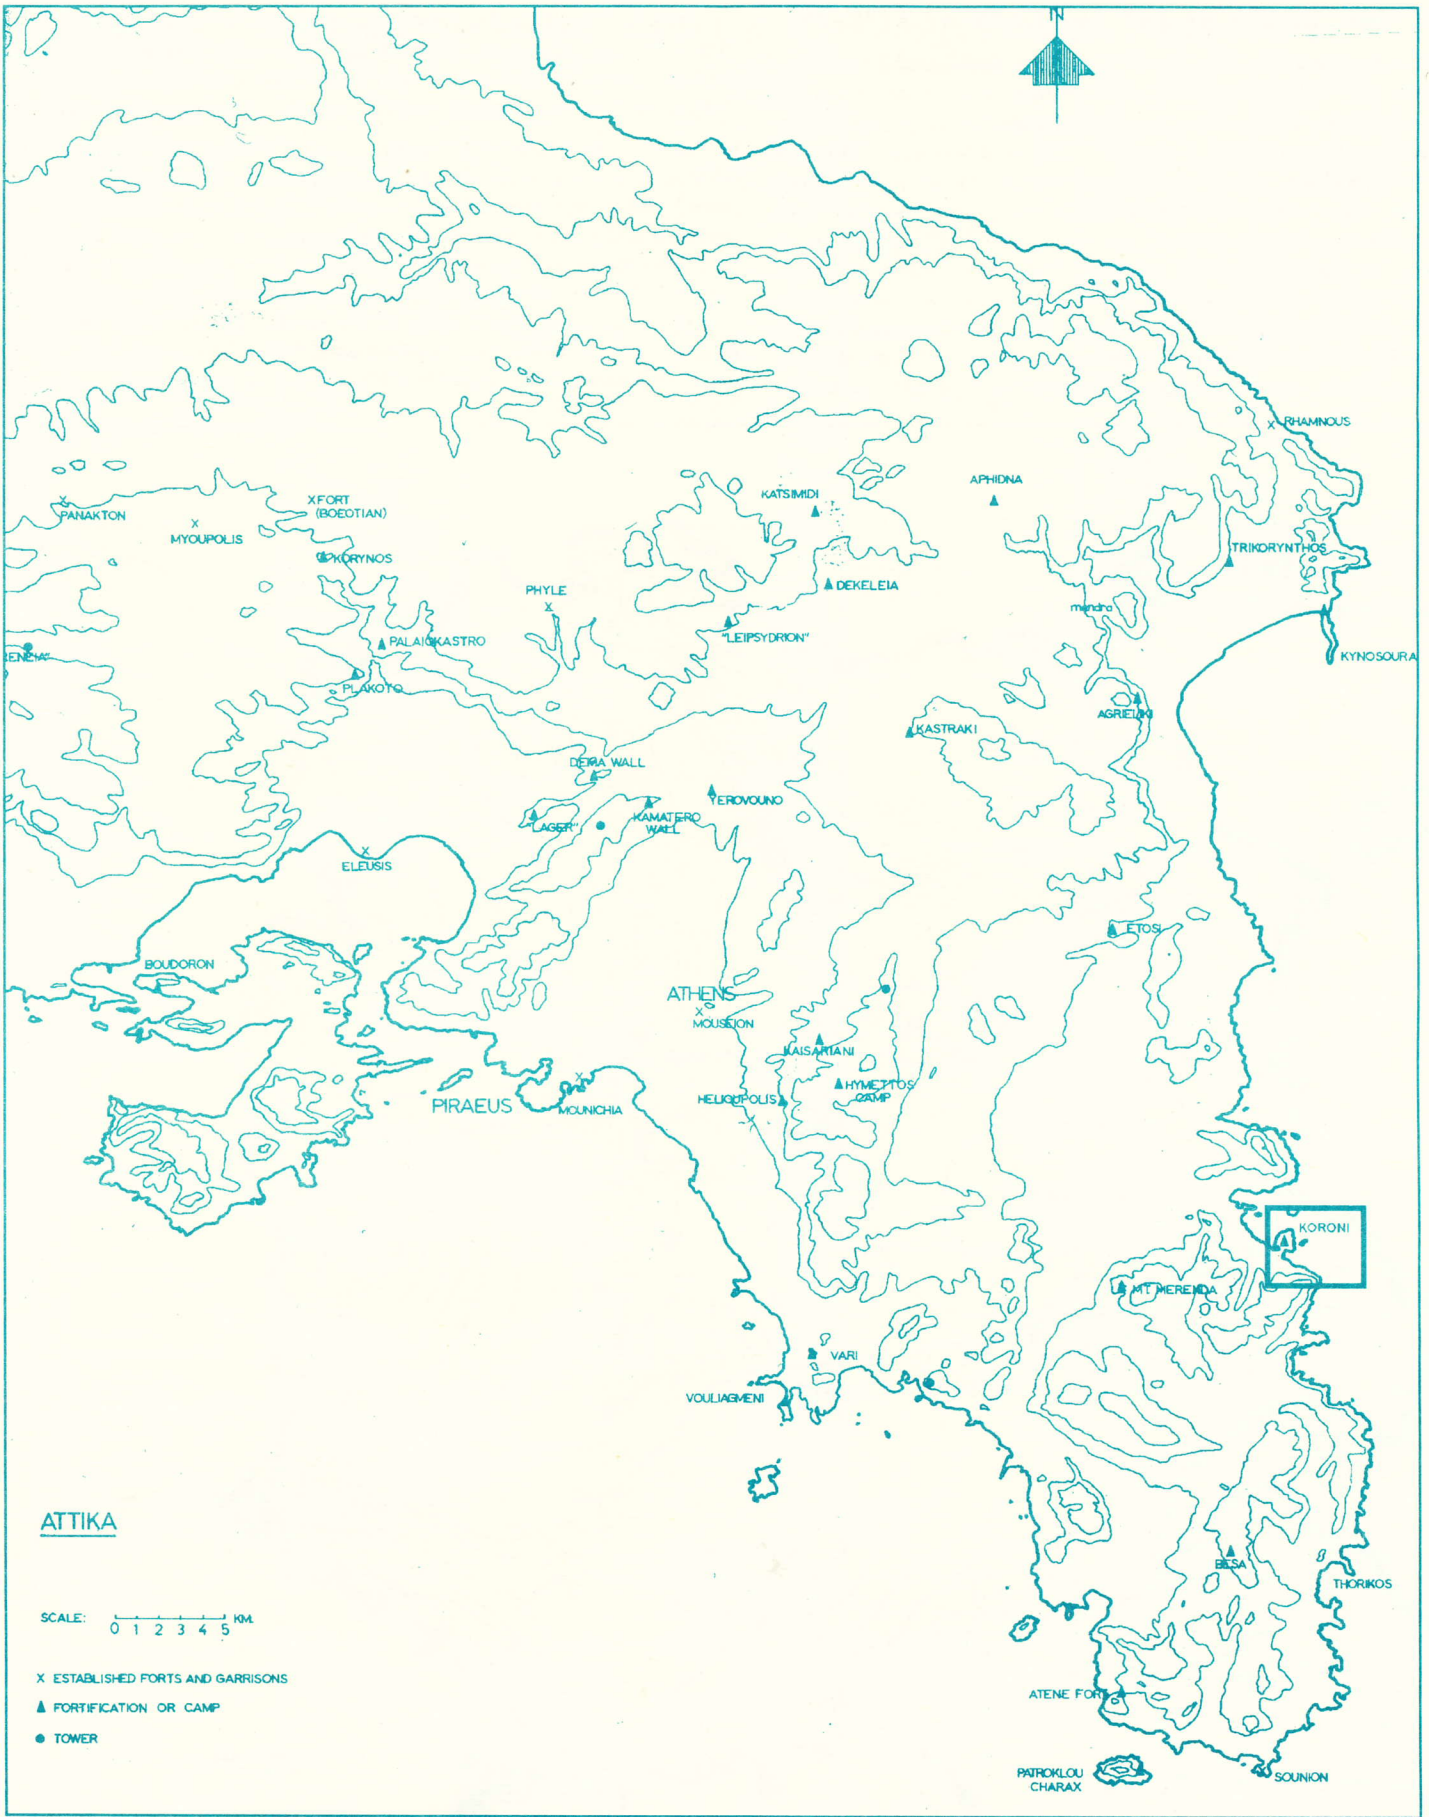 N
RHAMNOUS
KATSIMIDI
APHIDNA
X FORT
(BOEOTIAN)
PANAKTON
MYOUPOLIS
KORYNOS
TRIKORYNTHOS
PHYLE
DEKELEIA
mandra
"LEIPSYDRION"
PALAIOKASTRO
KYNOSOURA
PLAKOTO
AGRIELIKI
KASTRAKI
DEMA WALL
YEROVOUNO
"LAGER"
KAMATERO
WALL
ELEUSIS
ETOSI
BOUDORON
ATHENS
MOUSEION
KAISARIANI
HYMETTOS
CAMP
HELIOUPOLIS
PIRAEUS
MOUNICHIA
KORONI
MT MERENDA
VARI
VOULIAGMENI
ATTIKA
BESA
THORIKOS
SCALE: 0 1 2 3 4 5 KM.
X ESTABLISHED FORTS AND GARRISONS
▲ FORTIFICATION OR CAMP
● TOWER
ATENE FORT
PATROKLOU
CHARAX
SOUNION